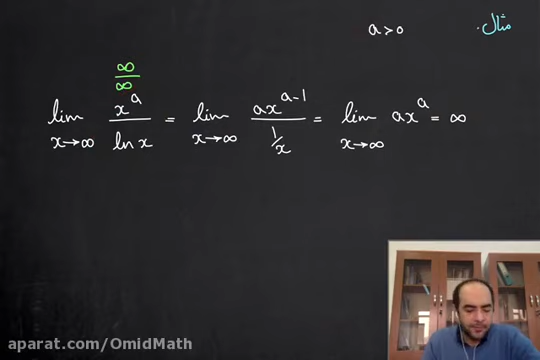 مثال.
a>0
∞/∞
lim x→∞ x^a / ln x = lim x→∞ ax^(a-1) / (1/x) = lim x→∞ ax^a = ∞
aparat.com/OmidMath